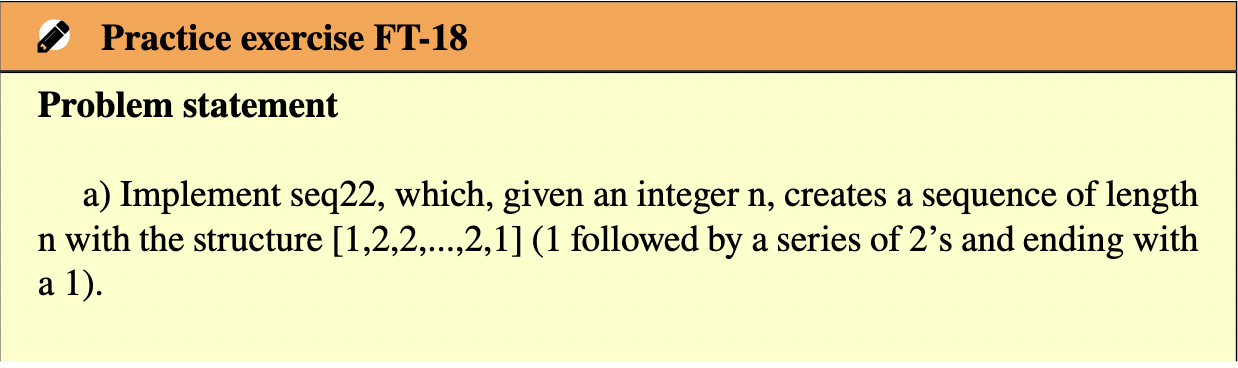 Practice exercise FT-18
Problem statement
a) Implement seq22, which, given an integer n, creates a sequence of length
n with the structure [1,2,2,...,2,1] (1 followed by a series of 2’s and ending with
a 1).